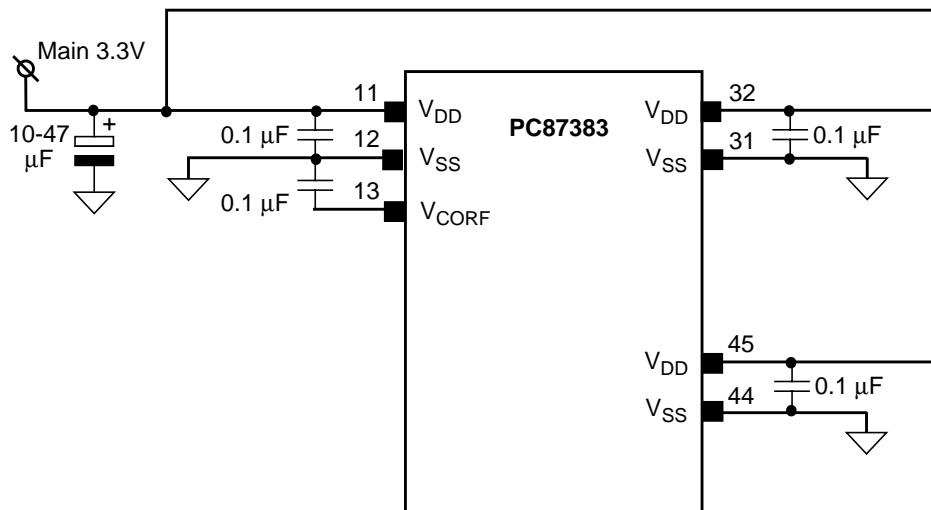 Main 3.3V
11
32
10-47
μF
+
0.1 μF
VDD
PC87383
VDD
0.1 μF
12
31
VSS
VSS
0.1 μF
13
VCORF
45
VDD
0.1 μF
44
VSS